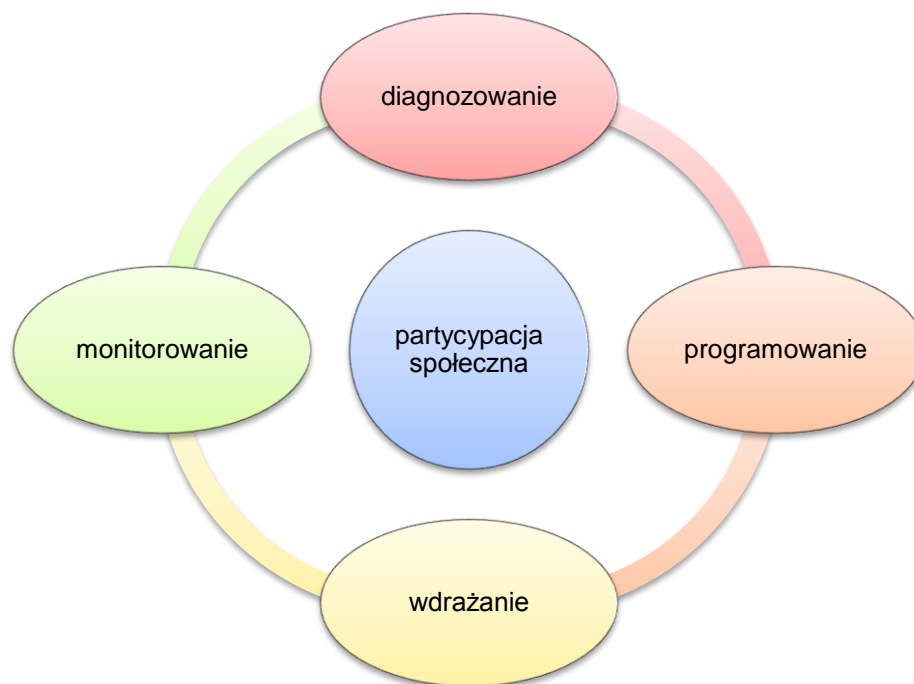 diagnozowanie
monitorowanie
partycypacja
społeczna
programowanie
wdrażanie